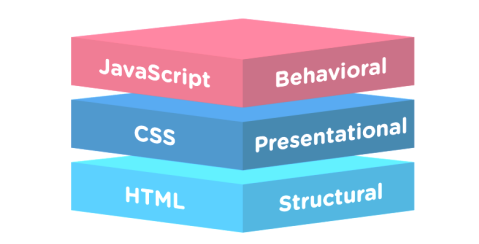 JavaScript Behavioral
CSS Presentational
HTML Structural